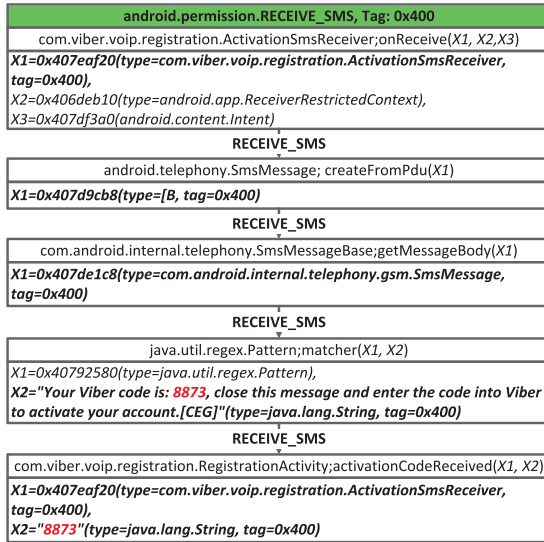 android.permission.RECEIVE_SMS, Tag: 0x400
com.viber.voip.registration.ActivationSmsReceiver;onReceive(X1, X2,X3)
X1=0x407eaf20(type=com.viber.voip.registration.ActivationSmsReceiver,
tag=0x400),
X2=0x406deb10(type=android.app.ReceiverRestrictedContext),
X3=0x407df3a0(android.content.Intent)
RECEIVE_SMS
android.telephony.SmsMessage; createFromPdu(X1)
X1=0x407d9cb8(type=[B, tag=0x400)
RECEIVE_SMS
com.android.internal.telephony.SmsMessageBase;getMessageBody(X1)
X1=0x407de1c8(type=com.android.internal.telephony.gsm.SmsMessage,
tag=0x400)
RECEIVE_SMS
java.util.regex.Pattern;matcher(X1, X2)
X1=0x40792580(type=java.util.regex.Pattern),
X2="Your Viber code is: 8873, close this message and enter the code into Viber
to activate your account.[CEG]"(type=java.lang.String, tag=0x400)
RECEIVE_SMS
com.viber.voip.registration.RegistrationActivity;activationCodeReceived(X1, X2)
X1=0x407eaf20(type=com.viber.voip.registration.ActivationSmsReceiver,
tag=0x400),
X2="8873"(type=java.lang.String, tag=0x400)